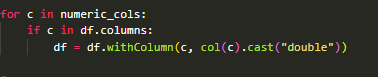 for c in numeric_cols:
    if c in df.columns:
        df = df.withColumn(c, col(c).cast("double"))